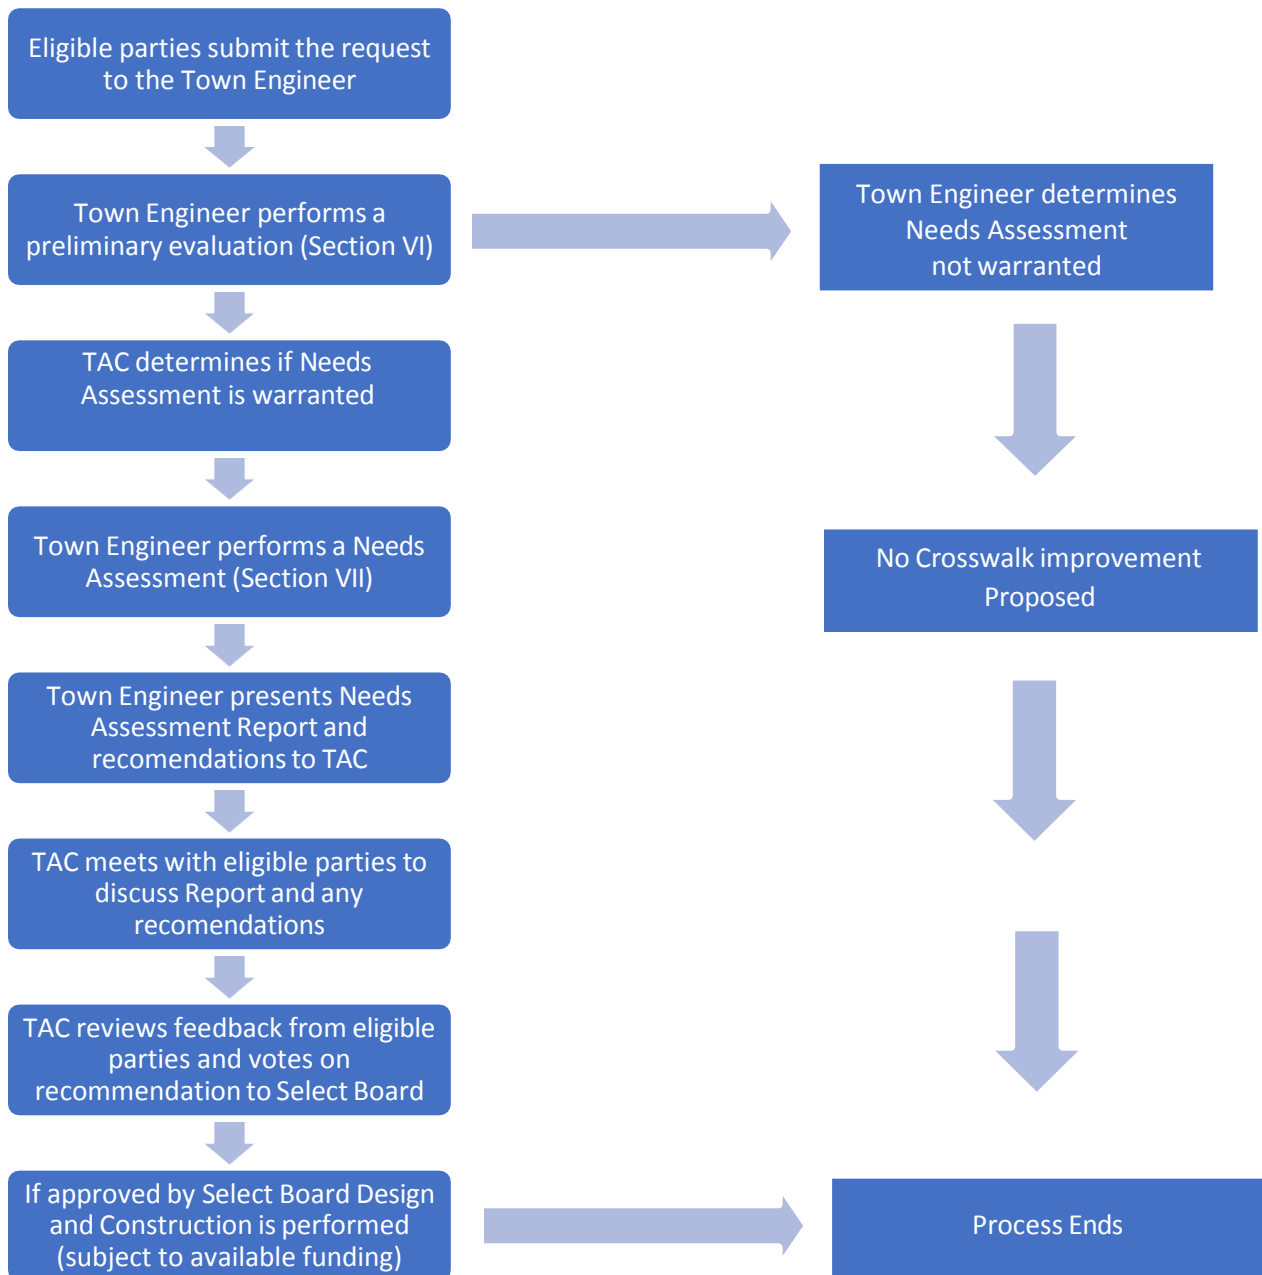 Eligible parties submit the request
to the Town Engineer
Town Engineer performs a
preliminary evaluation (Section VI)
Town Engineer determines
Needs Assessment
not warranted
TAC determines if Needs
Assessment is warranted
Town Engineer performs a Needs
Assessment (Section VII)
No Crosswalk improvement
Proposed
Town Engineer presents Needs
Assessment Report and
recomendations to TAC
TAC meets with eligible parties to
discuss Report and any
recomendations
TAC reviews feedback from eligible
parties and votes on
recommendation to Select Board
If approved by Select Board Design
and Construction is performed
(subject to available funding)
Process Ends